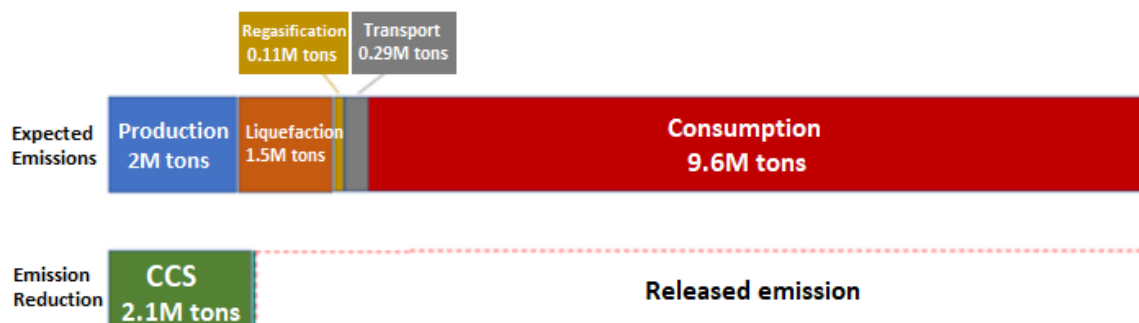 Regasification
0.11M tons
Transport
0.29M tons
Expected
Emissions
Production
2M tons
Liquefaction
1.5M tons
Consumption
9.6M tons
Emission
Reduction
CCS
2.1M tons
Released emission